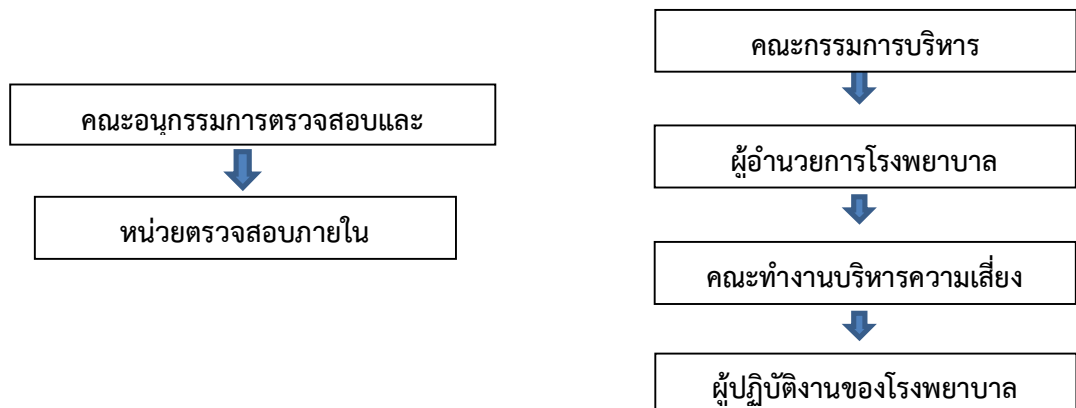 คณะอนุกรรมการตรวจสอบและ
หน่วยตรวจสอบภายใน
คณะกรรมการบริหาร
ผู้อำนวยการโรงพยาบาล
คณะทำงานบริหารความเสี่ยง
ผู้ปฏิบัติงานของโรงพยาบาล